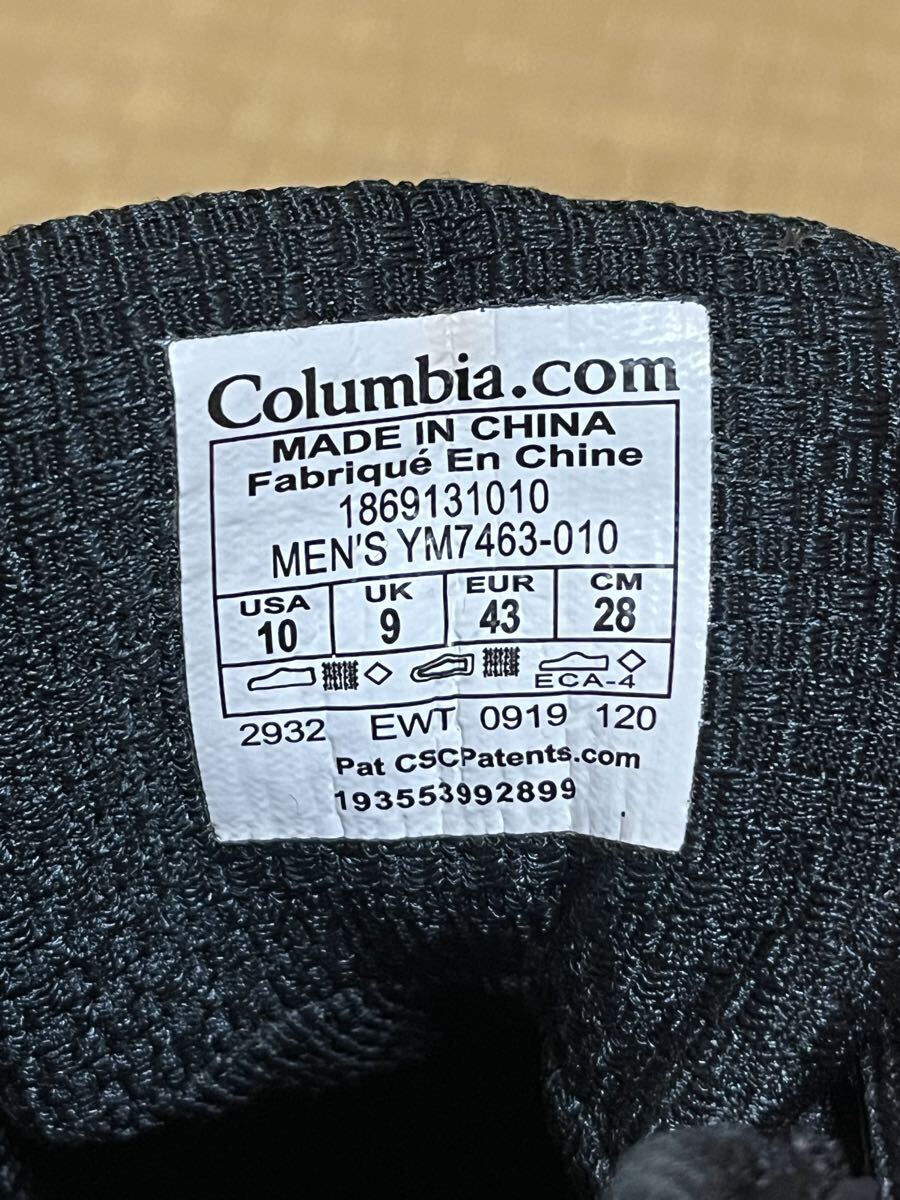 Columbia.com
MADE IN CHINA
Fabriqué En Chine
1869131010
MEN'S YM7463-010
USA UK EUR CM
10 9 43 28
ECA-4
2932 EWT 0919 120
Pat CSCPatents.com
193553992899